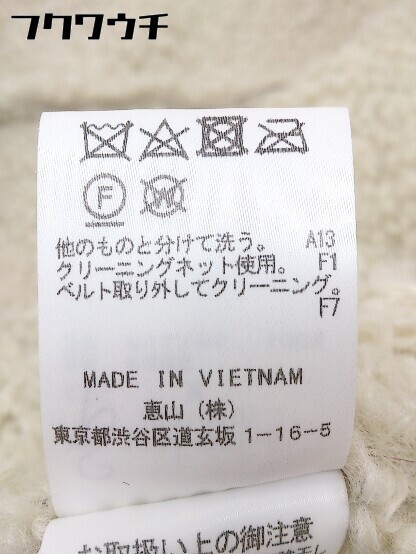 フクワウチ
F W
他のものと分けて洗う。 A13
クリーニングネット使用。 F1
ベルト取り外してクリーニング。
F7
MADE IN VIETNAM
恵山（株）
東京都渋谷区道玄坂 1-16-5
お取扱い上の御注意